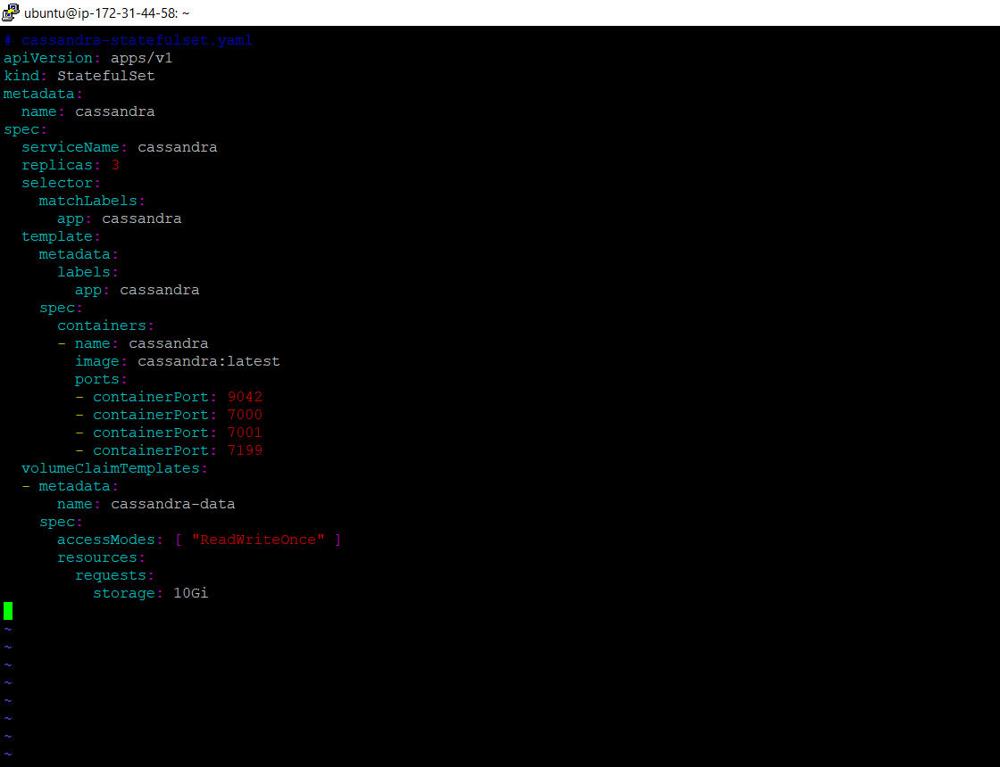 ubuntu@ip-172-31-44-58: ~
# cassandra-statefulset.yaml
apiVersion: apps/v1
kind: StatefulSet
metadata:
  name: cassandra
spec:
  serviceName: cassandra
  replicas: 3
  selector:
    matchLabels:
      app: cassandra
  template:
    metadata:
      labels:
        app: cassandra
    spec:
      containers:
      - name: cassandra
        image: cassandra:latest
        ports:
        - containerPort: 9042
        - containerPort: 7000
        - containerPort: 7001
        - containerPort: 7199
  volumeClaimTemplates:
  - metadata:
      name: cassandra-data
    spec:
      accessModes: [ "ReadWriteOnce" ]
      resources:
        requests:
          storage: 10Gi
~
~
~
~
~
~
~
~